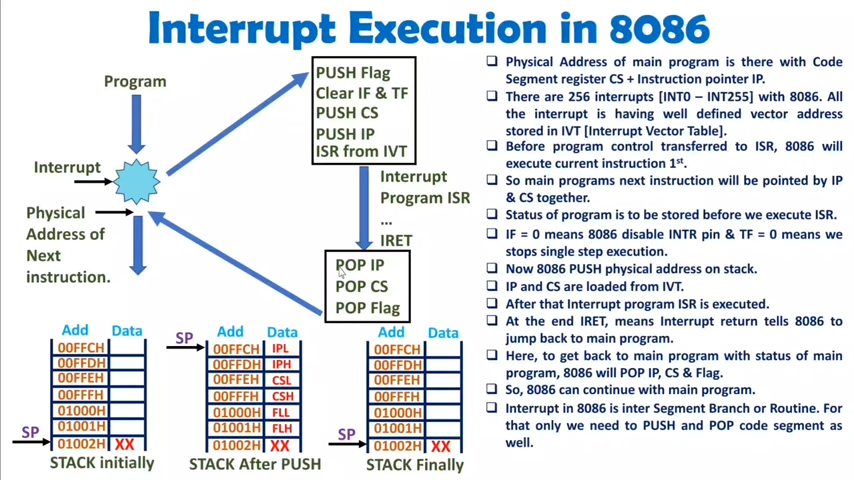 Interrupt Execution in 8086
Program
Interrupt
Physical
Address of
Next
instruction.
PUSH Flag
Clear IF & TF
PUSH CS
PUSH IP
ISR from IVT
Interrupt
Program ISR
...
IRET
POP IP
POP CS
POP Flag
Add Data
00FFCH
00FFDH
00FFEH
00FFFH
01000H
01001H
SP 01002H XX
STACK initially
Add Data
SP 00FFCH IPL
00FFDH IPH
00FFEH CSL
00FFFH CSH
01000H FLL
01001H FLH
01002H XX
STACK After PUSH
Add Data
00FFCH
00FFDH
00FFEH
00FFFH
01000H
01001H
SP 01002H XX
STACK Finally
❑ Physical Address of main program is there with Code
Segment register CS + Instruction pointer IP.
❑ There are 256 interrupts [INT0 – INT255] with 8086. All
the interrupt is having well defined vector address
stored in IVT [Interrupt Vector Table].
❑ Before program control transferred to ISR, 8086 will
execute current instruction 1st.
❑ So main programs next instruction will be pointed by IP
& CS together.
❑ Status of program is to be stored before we execute ISR.
❑ IF = 0 means 8086 disable INTR pin & TF = 0 means we
stops single step execution.
❑ Now 8086 PUSH physical address on stack.
❑ IP and CS are loaded from IVT.
❑ After that Interrupt program ISR is executed.
❑ At the end IRET, means Interrupt return tells 8086 to
jump back to main program.
❑ Here, to get back to main program with status of main
program, 8086 will POP IP, CS & Flag.
❑ So, 8086 can continue with main program.
❑ Interrupt in 8086 is inter Segment Branch or Routine. For
that only we need to PUSH and POP code segment as
well.